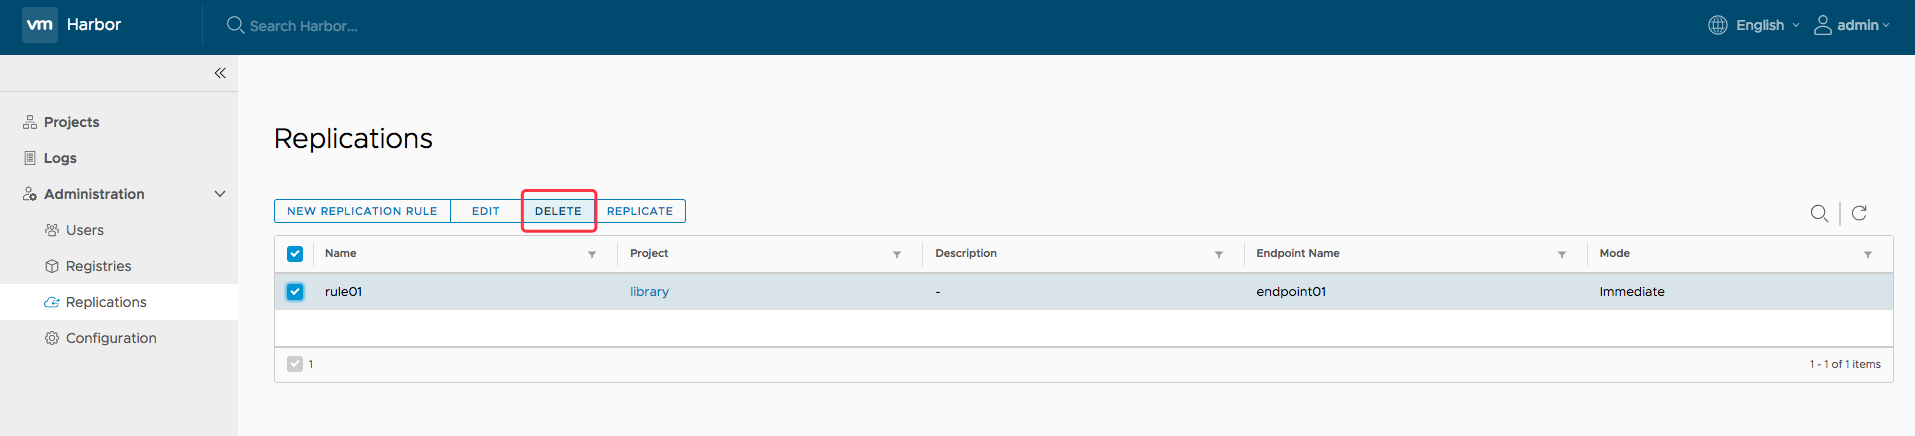 vm Harbor Search Harbor... English admin
Projects
Logs
Administration
Users
Registries
Replications
Configuration
Replications
NEW REPLICATION RULE EDIT DELETE REPLICATE
Name Project Description Endpoint Name Mode
rule01 library - endpoint01 Immediate
1 1 - 1 of 1 items